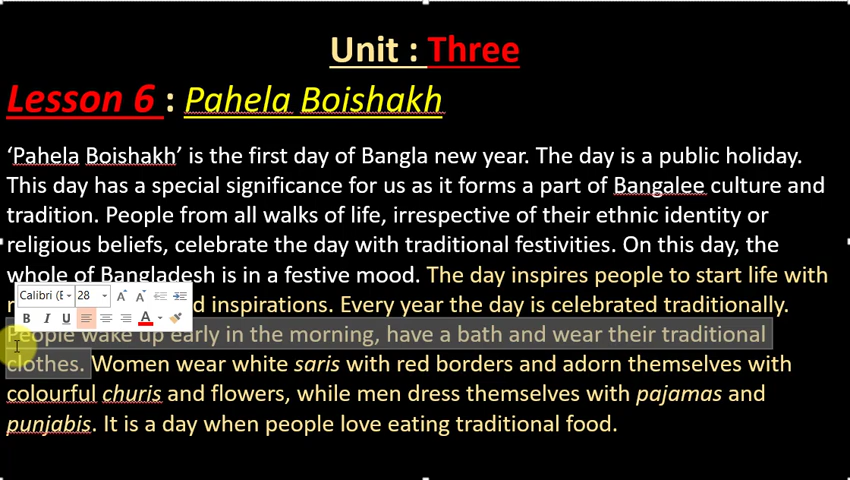 Unit : Three
Lesson 6 : Pahela Boishakh
‘Pahela Boishakh’ is the first day of Bangla new year. The day is a public holiday.
This day has a special significance for us as it forms a part of Bangalee culture and
tradition. People from all walks of life, irrespective of their ethnic identity or
religious beliefs, celebrate the day with traditional festivities. On this day, the
whole of Bangladesh is in a festive mood. The day inspires people to start life with
inspirations. Every year the day is celebrated traditionally.
Calibri (E 28 A A
B I U A
People wake up early in the morning, have a bath and wear their traditional
clothes. Women wear white saris with red borders and adorn themselves with
colourful churis and flowers, while men dress themselves with pajamas and
punjabis. It is a day when people love eating traditional food.